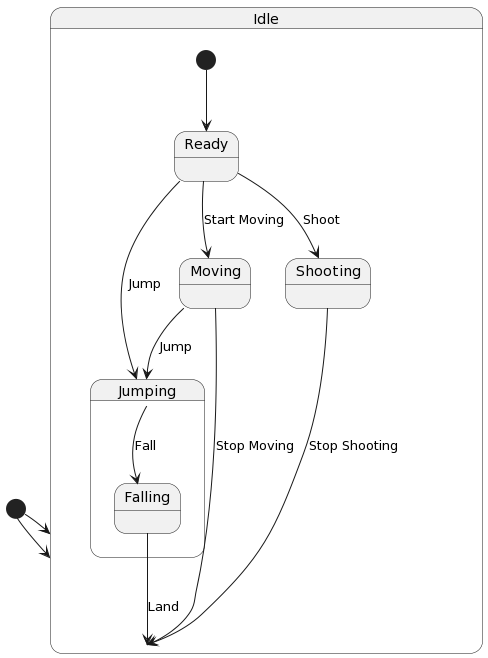 Idle
Ready
Start Moving
Shoot
Moving
Shooting
Jump
Jump
Jumping
Fall
Stop Moving
Stop Shooting
Falling
Land